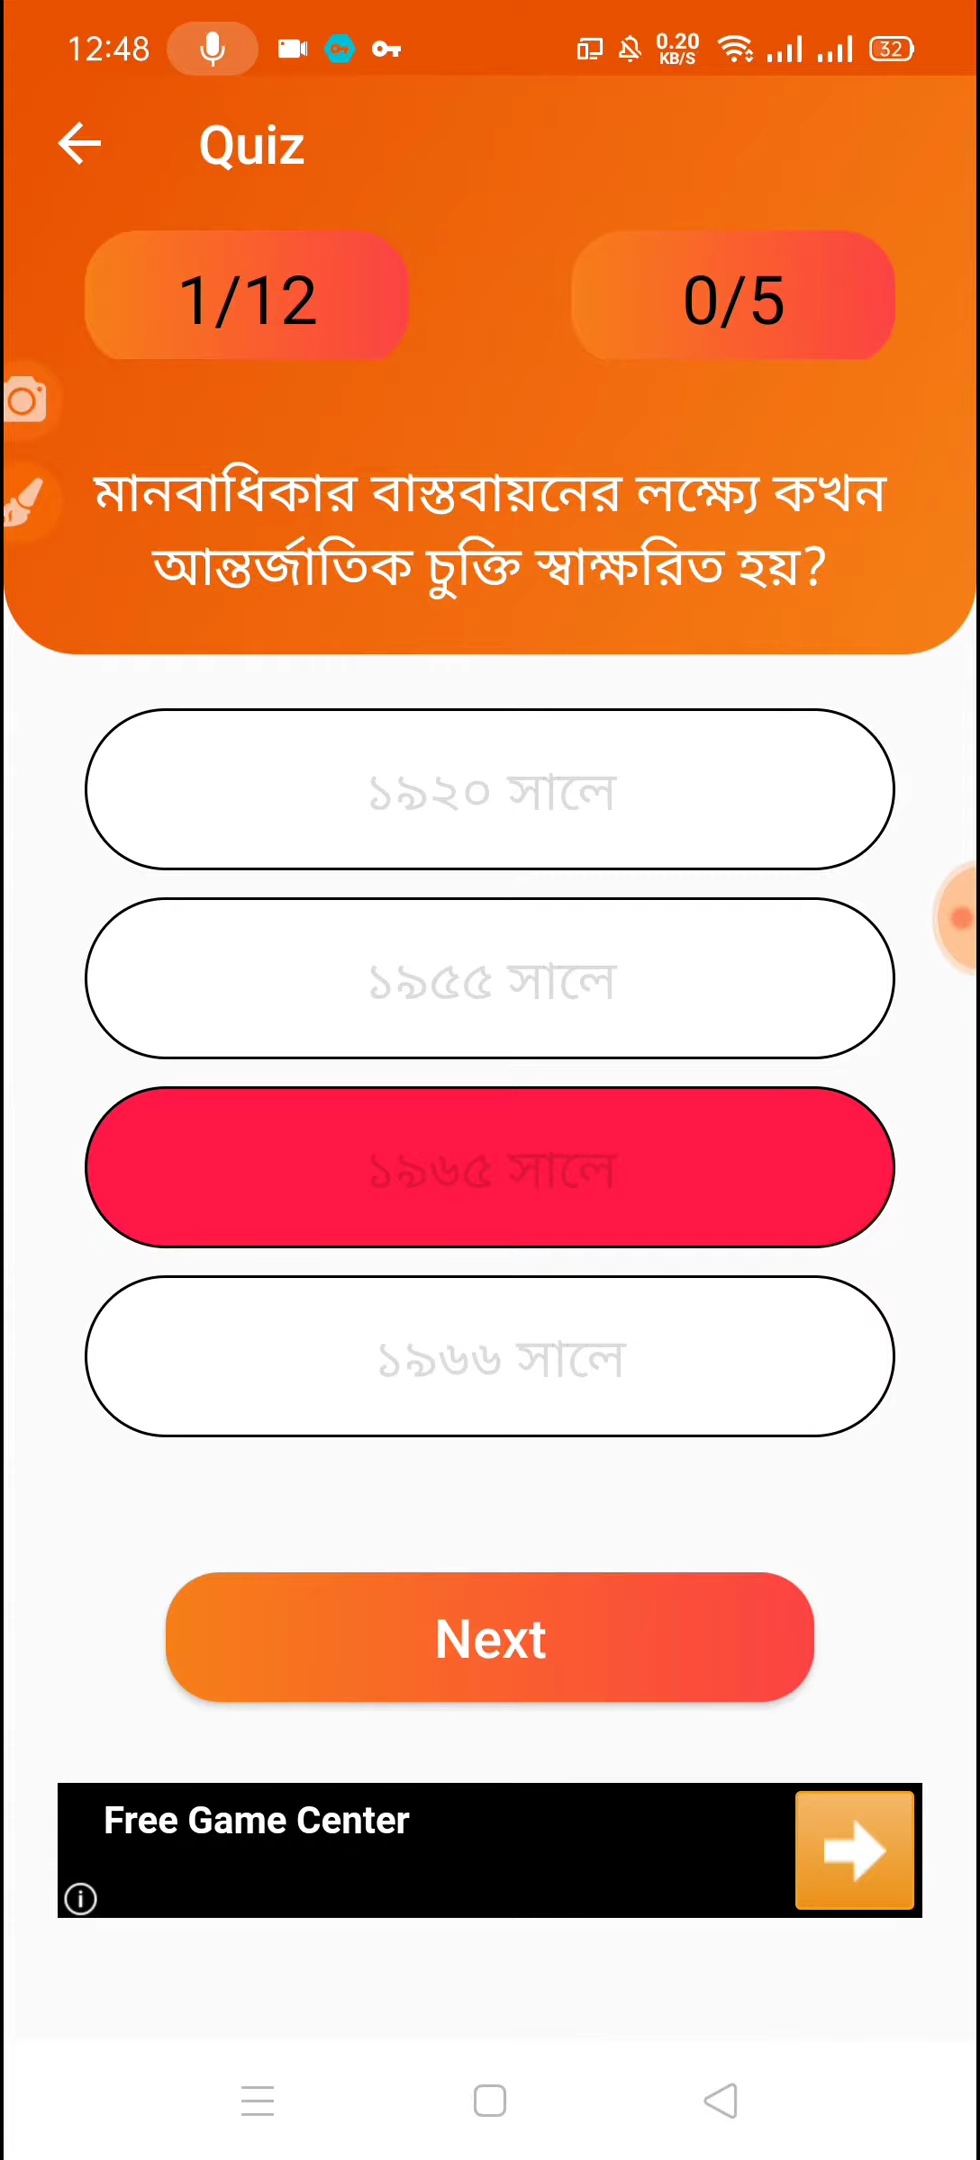 12:48
0.20
KB/S
32
Quiz
1/12
0/5
মানবাধিকার বাস্তবায়নের লক্ষ্যে কখন
আন্তর্জাতিক চুক্তি স্বাক্ষরিত হয়?
১৯২০ সালে
১৯৫৫ সালে
১৯৬৫ সালে
১৯৬৬ সালে
Next
Free Game Center